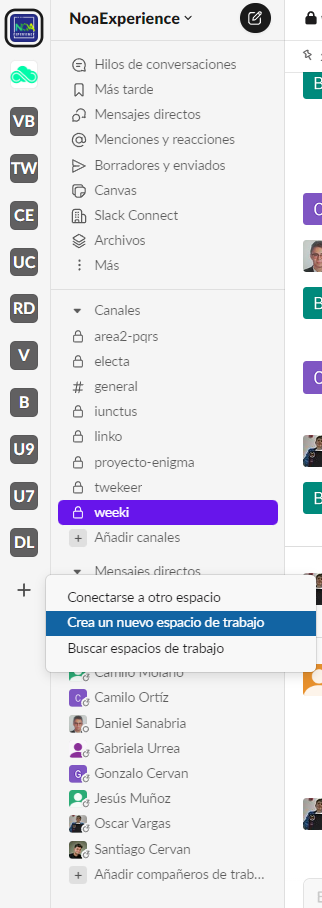 NOA
NoaExperience
Hilos de conversaciones
Más tarde
Mensajes directos
Menciones y reacciones
Borradores y enviados
Canvas
Slack Connect
Archivos
Más
VB
TW
CE
UC
RD
V
B
U9
U7
DL
Canales
area2-pqrs
electa
general
iunctus
linko
proyecto-enigma
twekeer
weeki
Añadir canales
Mensajes directos
Conectarse a otro espacio
Crea un nuevo espacio de trabajo
Buscar espacios de trabajo
Camilo Molano
C Camilo Ortíz
Daniel Sanabria
Gabriela Urrea
G Gonzalo Cervan
Jesús Muñoz
Oscar Vargas
Santiago Cervan
Añadir compañeros de trab...